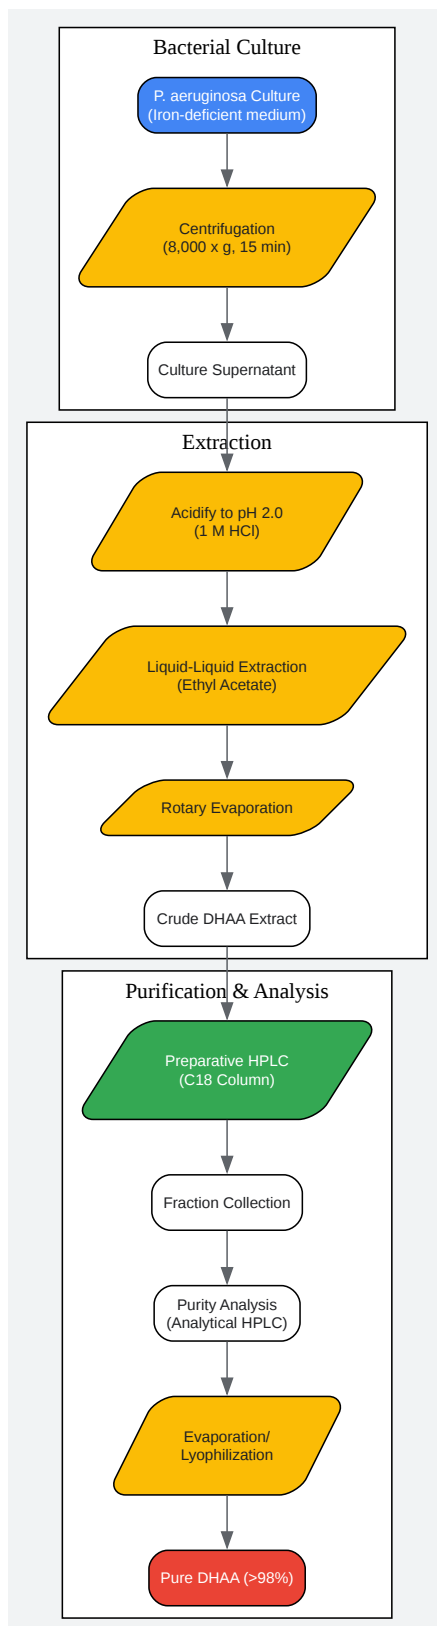 Bacterial Culture
P. aeruginosa Culture
(Iron-deficient medium)
Centrifugation
(8,000 x g, 15 min)
Culture Supernatant
Extraction
Acidify to pH 2.0
(1 M HCl)
Liquid-Liquid Extraction
(Ethyl Acetate)
Rotary Evaporation
Crude DHAA Extract
Purification & Analysis
Preparative HPLC
(C18 Column)
Fraction Collection
Purity Analysis
(Analytical HPLC)
Evaporation/
Lyophilization
Pure DHAA (>98%)